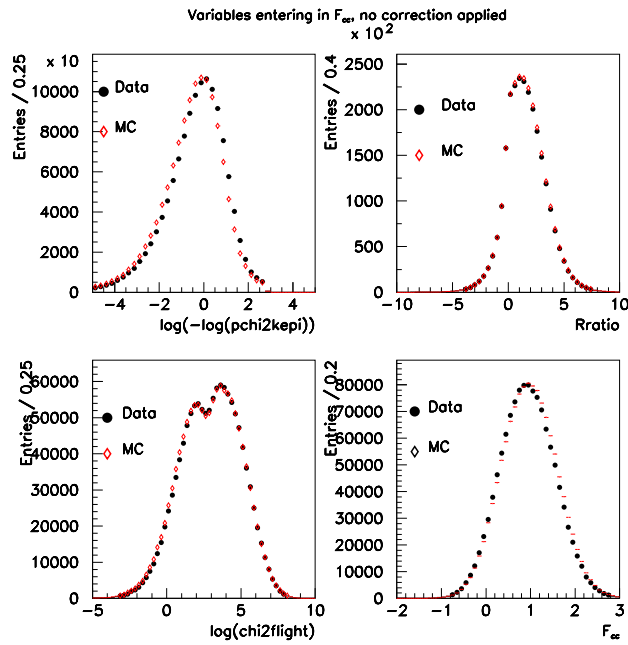 Variables entering in Fcc, no correction applied
x 10
Entries / 0.25
10000
8000
6000
4000
2000
0
Data
MC
−4 −2 0 2 4
log(−log(pchi2kepi))
x 10²
Entries / 0.4
2500
2000
1500
1000
500
0
Data
MC
−10 −5 0 5 10
Rratio
Entries / 0.25
60000
50000
40000
30000
20000
10000
0
Data
MC
−5 0 5 10
log(chi2flight)
Entries / 0.2
80000
70000
60000
50000
40000
30000
20000
10000
0
Data
MC
−2 −1 0 1 2 3
Fcc